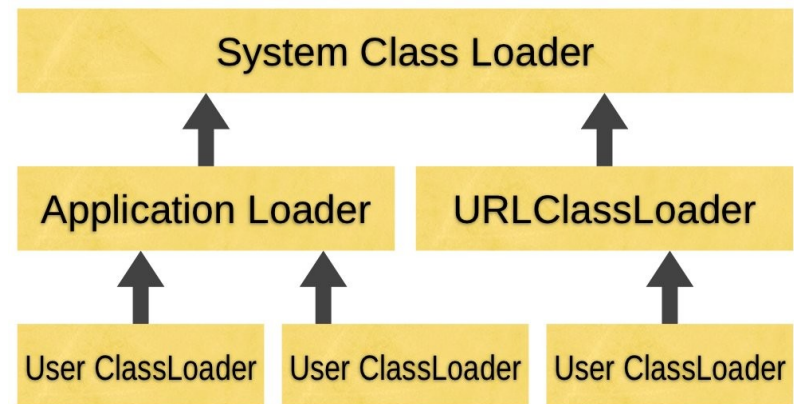 System Class Loader
Application Loader
URLClassLoader
User ClassLoader
User ClassLoader
User ClassLoader